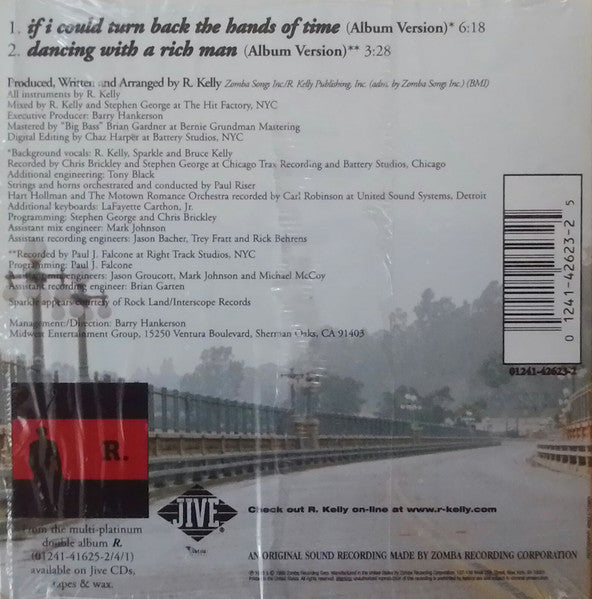 1. if i could turn back the hands of time (Album Version)* 6:18
2. dancing with a rich man (Album Version)** 3:28
Produced, Written and Arranged by R. Kelly Zomba Songs Inc./R. Kelly Publishing, Inc. (adm. by Zomba Songs Inc.) (BMI)
All instruments by R. Kelly
Mixed by R. Kelly and Stephen George at The Hit Factory, NYC
Executive Producer: Barry Hankerson
Mastered by "Big Bass" Brian Gardner at Bernie Grundman Mastering
Digital Editing by Chaz Harper at Battery Studios, NYC
*Background vocals: R. Kelly, Sparkle and Bruce Kelly
Recorded by Chris Brickley and Stephen George at Chicago Trax Recording and Battery Studios, Chicago
Additional engineering: Tony Black
Strings and horns orchestrated and conducted by Paul Riser
Hart Hollman and The Motown Romance Orchestra recorded by Carl Robinson at United Sound Systems, Detroit
Additional keyboards: LaFayette Carthon, Jr.
Programming: Stephen George and Chris Brickley
Assistant mix engineer: Mark Johnson
Assistant recording engineers: Jason Bacher, Trey Fratt and Rick Behrens
**Recorded by Paul J. Falcone at Right Track Studios, NYC
Programming: Paul J. Falcone
engineers: Jason Groucott, Mark Johnson and Michael McCoy
Assistant recording engineer: Brian Garten
Sparkle appears courtesy of Rock Land/Interscope Records
Management/Direction: Barry Hankerson
Midwest Entertainment Group, 15250 Ventura Boulevard, Sherman Oaks, CA 91403
0 1241-42623-2 5
01241-42623-2
R.
From the multi-platinum
double album R.
(01241-41625-2/4/1)
available on Jive CDs,
tapes & wax.
JIVE
Check out R. Kelly on-line at www.r-kelly.com
AN ORIGINAL SOUND RECORDING MADE BY ZOMBA RECORDING CORPORATION